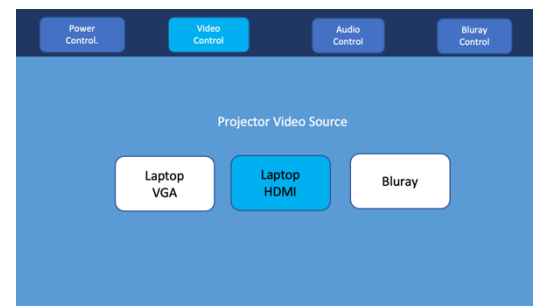 Power
Control.
Video
Control
Audio
Control
Bluray
Control
Projector Video Source
Laptop
VGA
Laptop
HDMI
Bluray